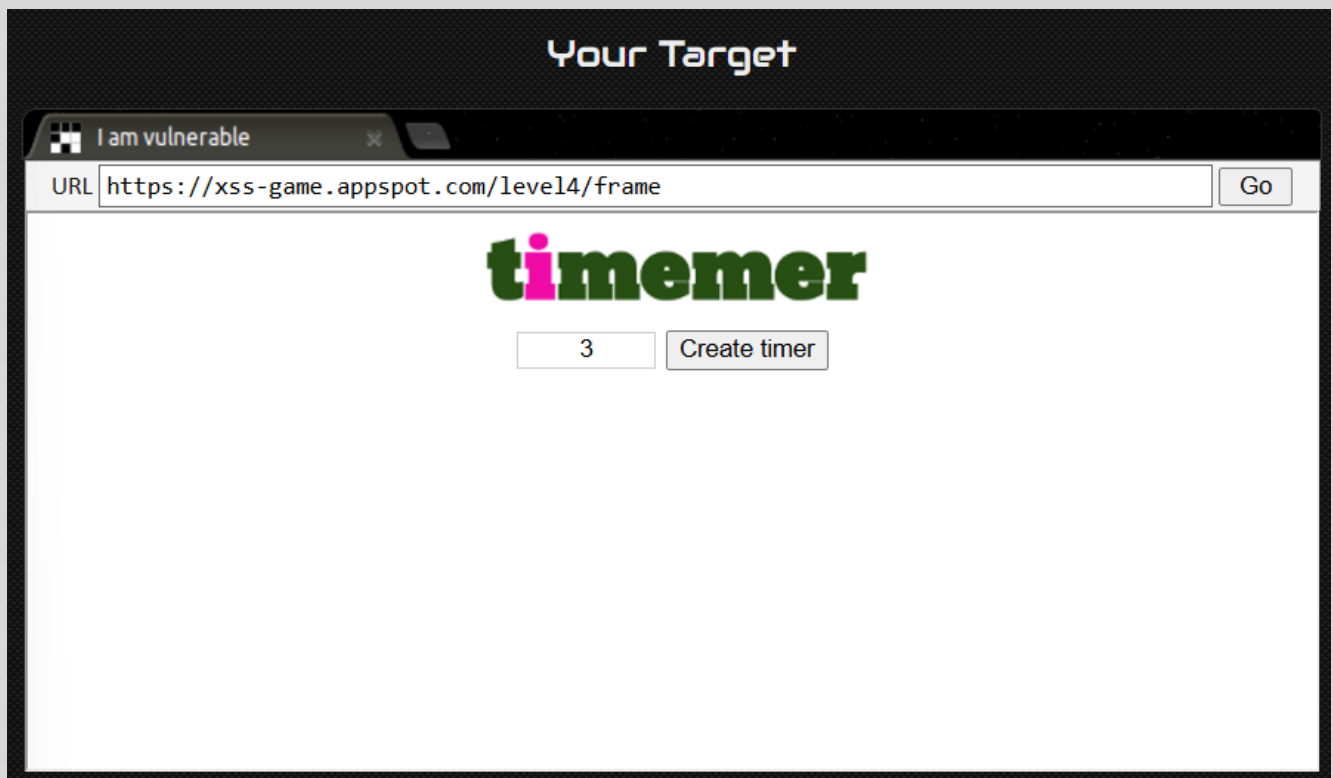 Your Target
I am vulnerable
URL https://xss-game.appspot.com/level4/frame Go
timemer
3 Create timer